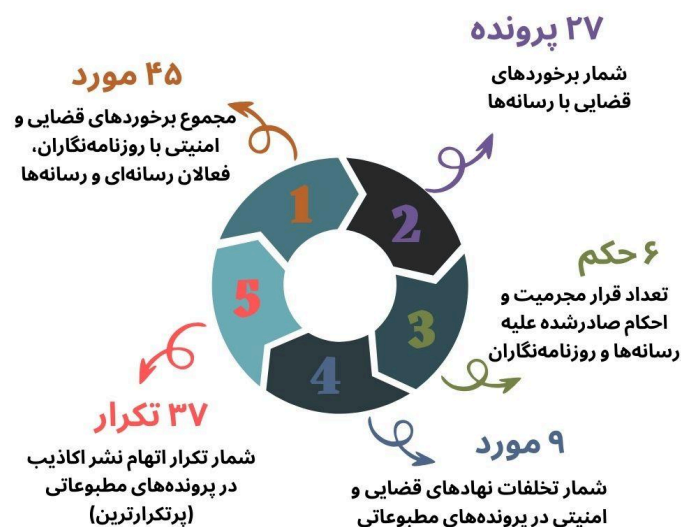 ۴۵ مورد
مجموع برخوردهای قضایی و
امنیتی با روزنامه‌نگاران،
فعالان رسانه‌ای و رسانه‌ها
۲۷ پرونده
شمار برخوردهای
قضایی با رسانه‌ها
۶ حکم
تعداد قرار مجرمیت و
احکام صادرشده علیه
رسانه‌ها و روزنامه‌نگاران
۹ مورد
شمار تخلفات نهادهای قضایی و
امنیتی در پرونده‌های مطبوعاتی
۳۷ تکرار
شمار تکرار اتهام نشر اکاذیب
در پرونده‌های مطبوعاتی
(پرتکرارترین)
1
2
3
4
5